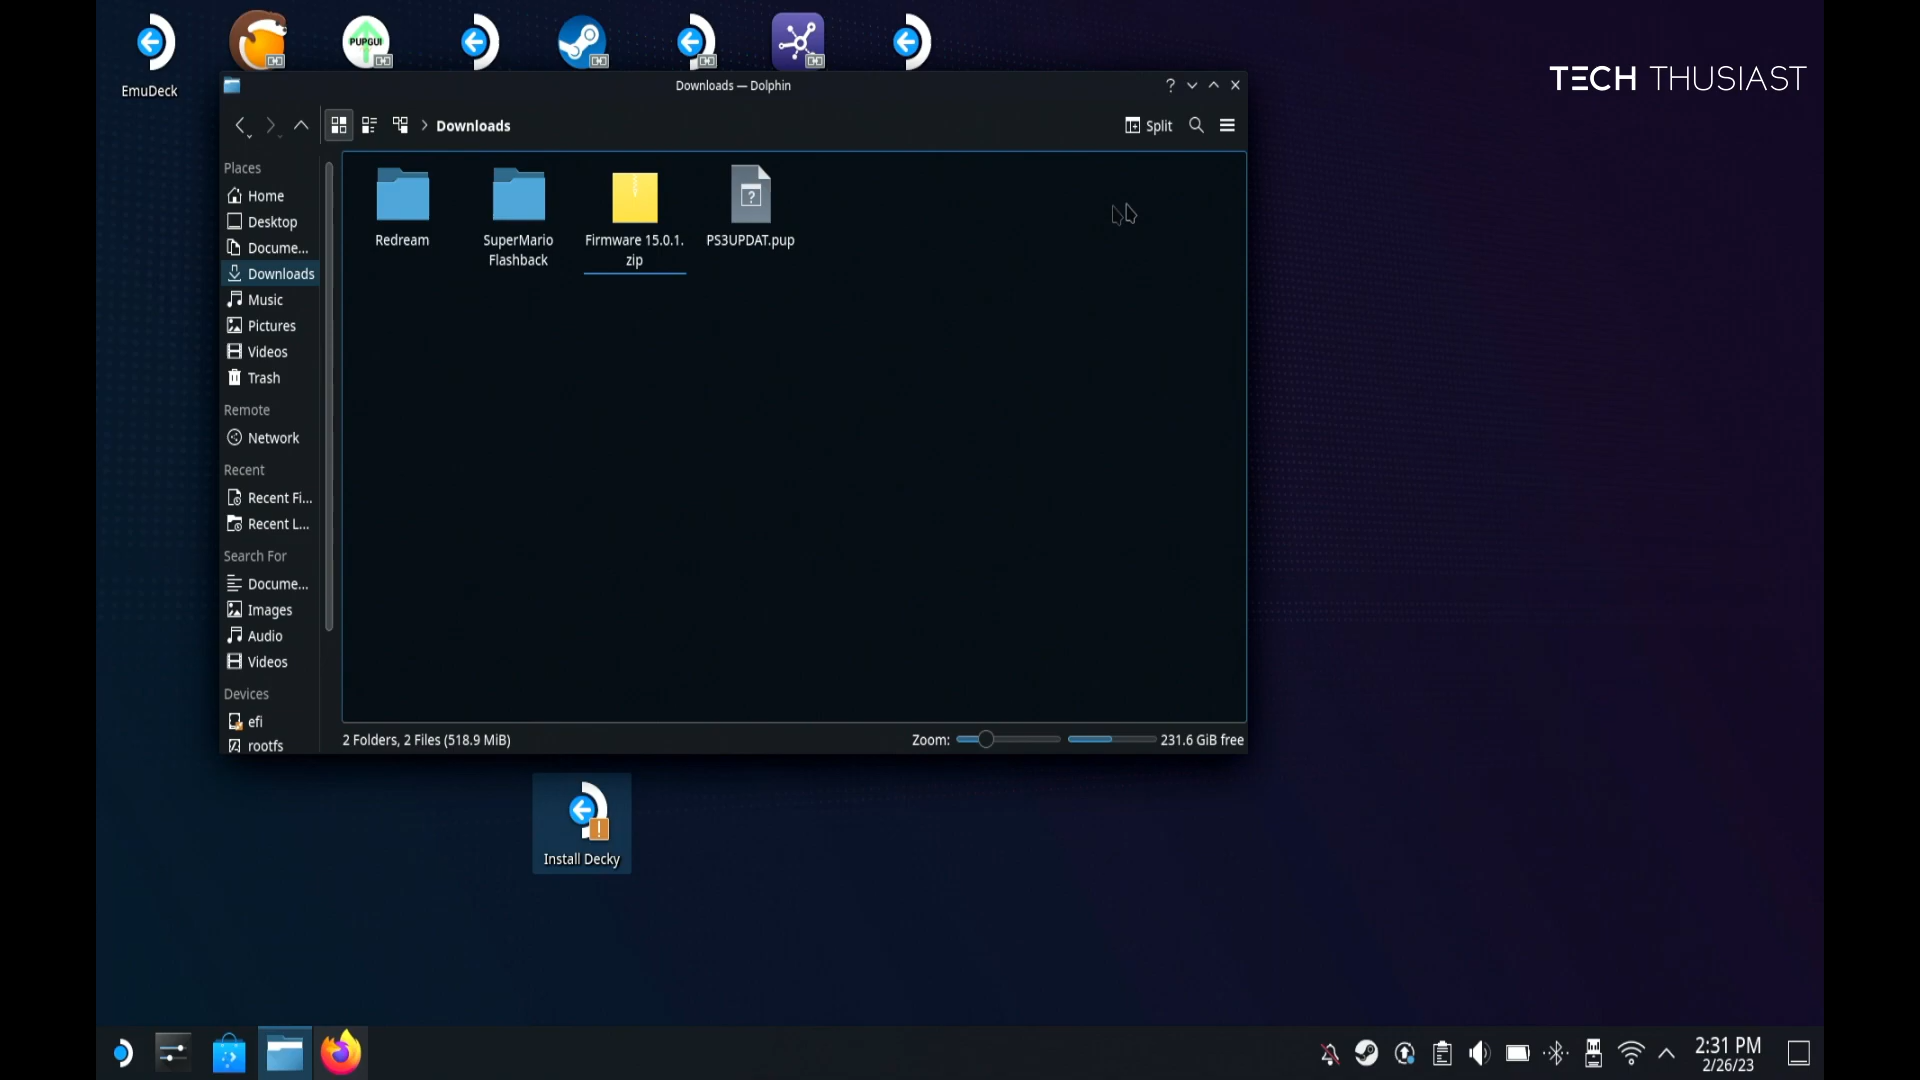 TECH THUSIAST
PUPGUI
EmuDeck
Downloads — Dolphin
?
Downloads
Split
Places
Home
Desktop
Docume...
Downloads
Music
Pictures
Videos
Trash
Remote
Network
Recent
Recent Fi...
Recent L...
Search For
Docume...
Images
Audio
Videos
Devices
efi
rootfs
Redream
SuperMario
Flashback
Firmware 15.0.1.
zip
?
PS3UPDAT.pup
2 Folders, 2 Files (518.9 MiB)
Zoom:
231.6 GiB free
!
Install Decky
2:31 PM
2/26/23